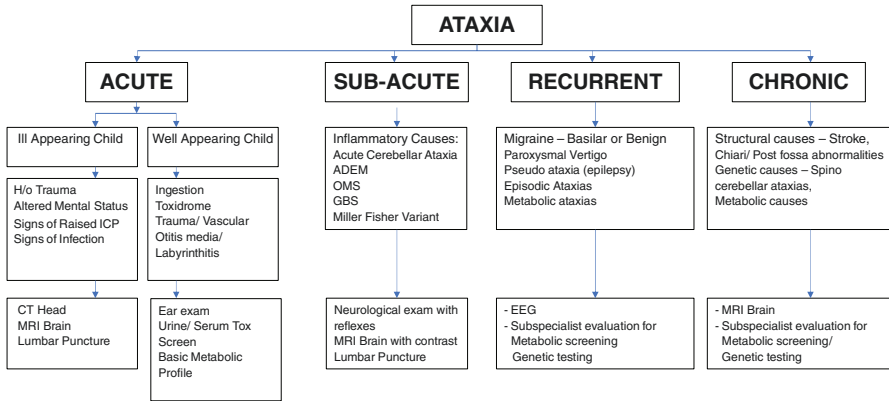 ATAXIA
ACUTE
SUB-ACUTE
RECURRENT
CHRONIC
Ill Appearing Child
Well Appearing Child
H/o Trauma
Altered Mental Status
Signs of Raised ICP
Signs of Infection
Ingestion
Toxidrome
Trauma/ Vascular
Otitis media/
Labyrinthitis
CT Head
MRI Brain
Lumbar Puncture
Ear exam
Urine/ Serum Tox
Screen
Basic Metabolic
Profile
Inflammatory Causes:
Acute Cerebellar Ataxia
ADEM
OMS
GBS
Miller Fisher Variant
Neurological exam with
reflexes
MRI Brain with contrast
Lumbar Puncture
Migraine – Basilar or Benign
Paroxysmal Vertigo
Pseudo ataxia (epilepsy)
Episodic Ataxias
Metabolic ataxias
- EEG
- Subspecialist evaluation for
Metabolic screening
Genetic testing
Structural causes – Stroke,
Chiari/ Post fossa abnormalities
Genetic causes – Spino
cerebellar ataxias,
Metabolic causes
- MRI Brain
- Subspecialist evaluation for
Metabolic screening/
Genetic testing